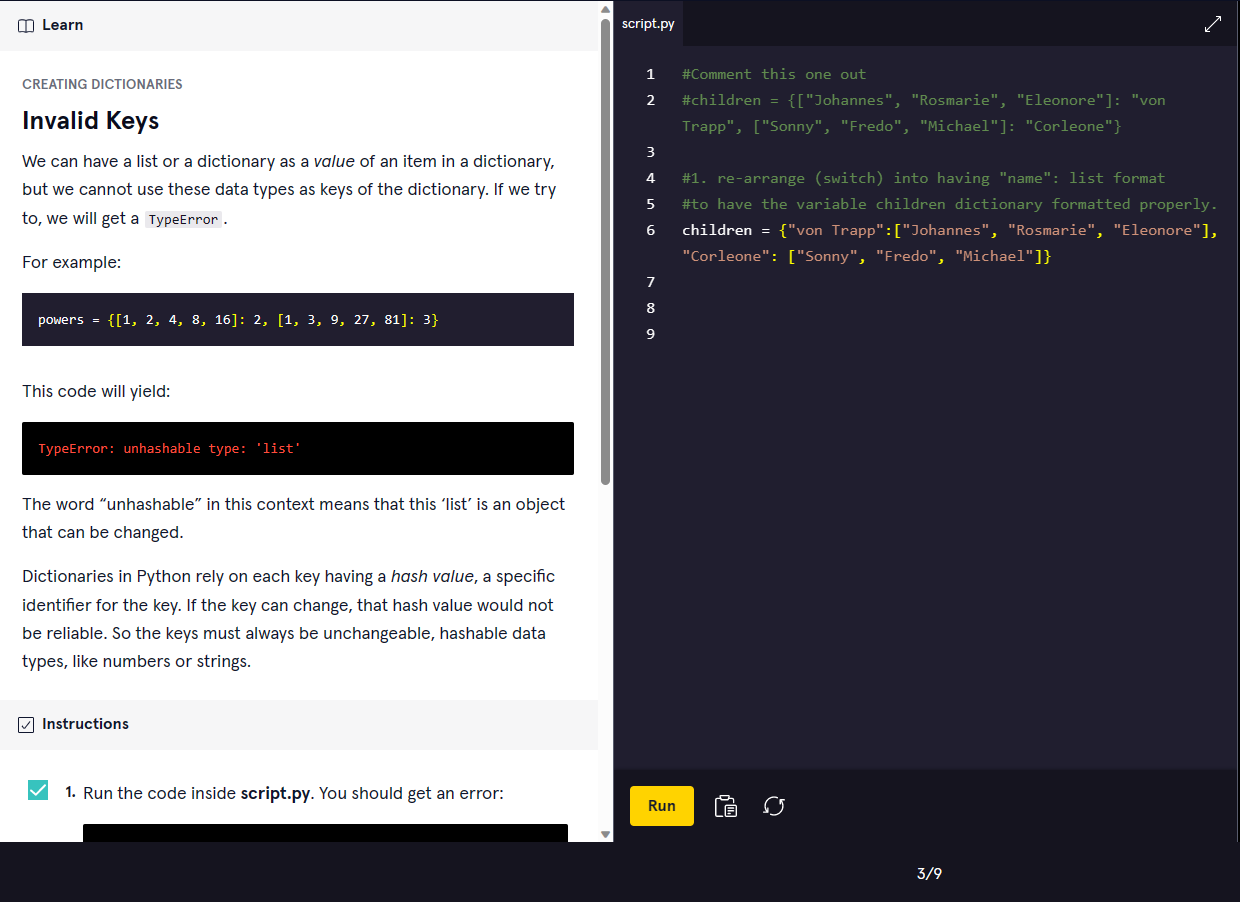 Learn
CREATING DICTIONARIES
Invalid Keys
We can have a list or a dictionary as a value of an item in a dictionary,
but we cannot use these data types as keys of the dictionary. If we try
to, we will get a TypeError.
For example:
powers = {[1, 2, 4, 8, 16]: 2, [1, 3, 9, 27, 81]: 3}
This code will yield:
TypeError: unhashable type: 'list'
The word “unhashable” in this context means that this ‘list’ is an object
that can be changed.
Dictionaries in Python rely on each key having a hash value, a specific
identifier for the key. If the key can change, that hash value would not
be reliable. So the keys must always be unchangeable, hashable data
types, like numbers or strings.
Instructions
1. Run the code inside script.py. You should get an error:
script.py
1 #Comment this one out
2 #children = {["Johannes", "Rosmarie", "Eleonore"]: "von
Trapp", ["Sonny", "Fredo", "Michael"]: "Corleone"}
3
4 #1. re-arrange (switch) into having "name": list format
5 #to have the variable children dictionary formatted properly.
6 children = {"von Trapp":["Johannes", "Rosmarie", "Eleonore"],
"Corleone": ["Sonny", "Fredo", "Michael"]}
7
8
9
Run
3/9